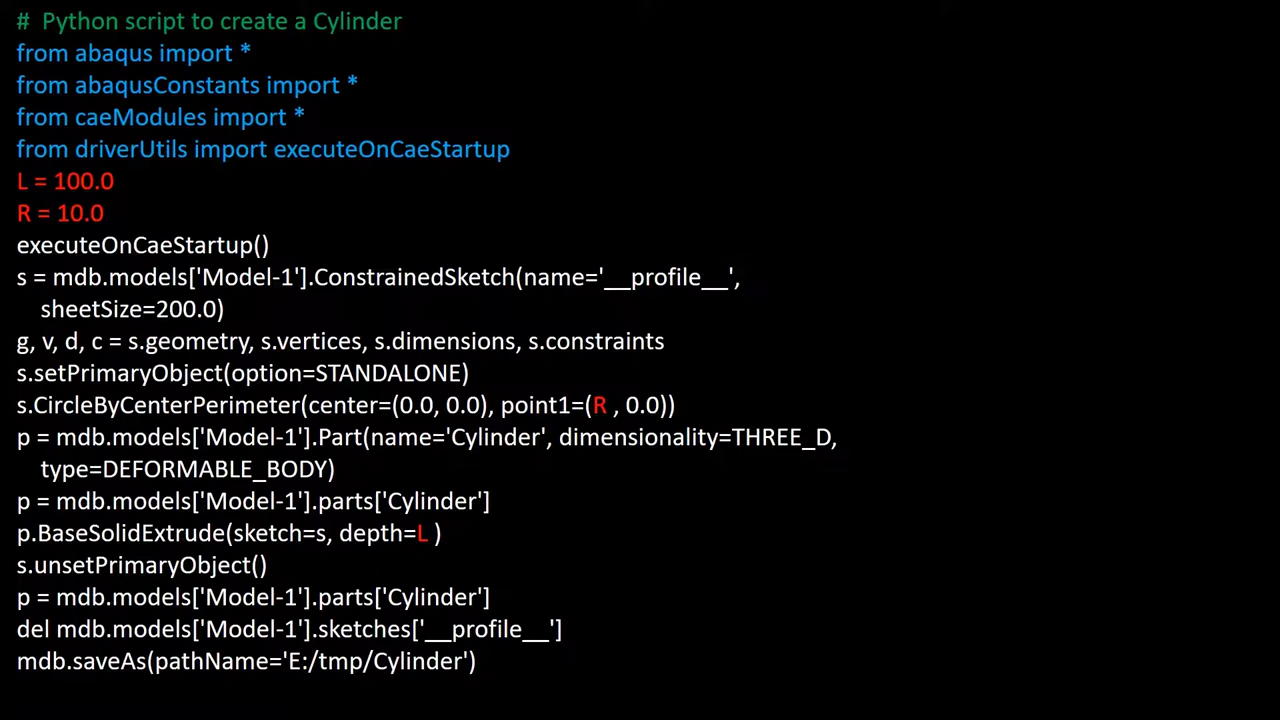 # Python script to create a Cylinder
from abaqus import *
from abaqusConstants import *
from caeModules import *
from driverUtils import executeOnCaeStartup
L = 100.0
R = 10.0
executeOnCaeStartup()
s = mdb.models['Model-1'].ConstrainedSketch(name='__profile__',
    sheetSize=200.0)
g, v, d, c = s.geometry, s.vertices, s.dimensions, s.constraints
s.setPrimaryObject(option=STANDALONE)
s.CircleByCenterPerimeter(center=(0.0, 0.0), point1=(R , 0.0))
p = mdb.models['Model-1'].Part(name='Cylinder', dimensionality=THREE_D,
    type=DEFORMABLE_BODY)
p = mdb.models['Model-1'].parts['Cylinder']
p.BaseSolidExtrude(sketch=s, depth=L )
s.unsetPrimaryObject()
p = mdb.models['Model-1'].parts['Cylinder']
del mdb.models['Model-1'].sketches['__profile__']
mdb.saveAs(pathName='E:/tmp/Cylinder')